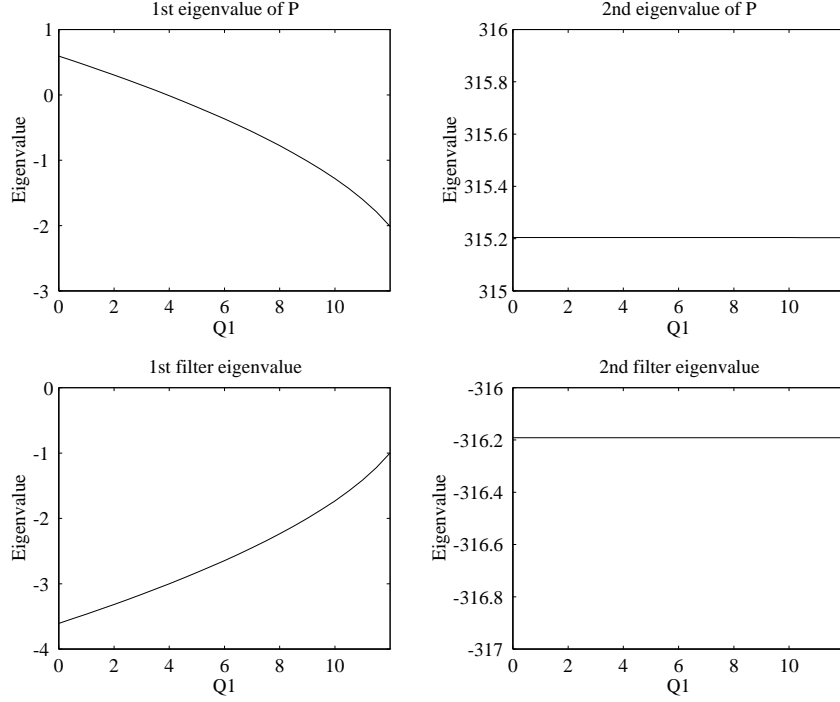 1st eigenvalue of P
1
0
-1
-2
-3
Eigenvalue
0 2 4 6 8 10
Q1
2nd eigenvalue of P
316
315.8
315.6
315.4
315.2
315
Eigenvalue
0 2 4 6 8 10
Q1
1st filter eigenvalue
0
-1
-2
-3
-4
Eigenvalue
0 2 4 6 8 10
Q1
2nd filter eigenvalue
-316
-316.2
-316.4
-316.6
-316.8
-317
Eigenvalue
0 2 4 6 8 10
Q1